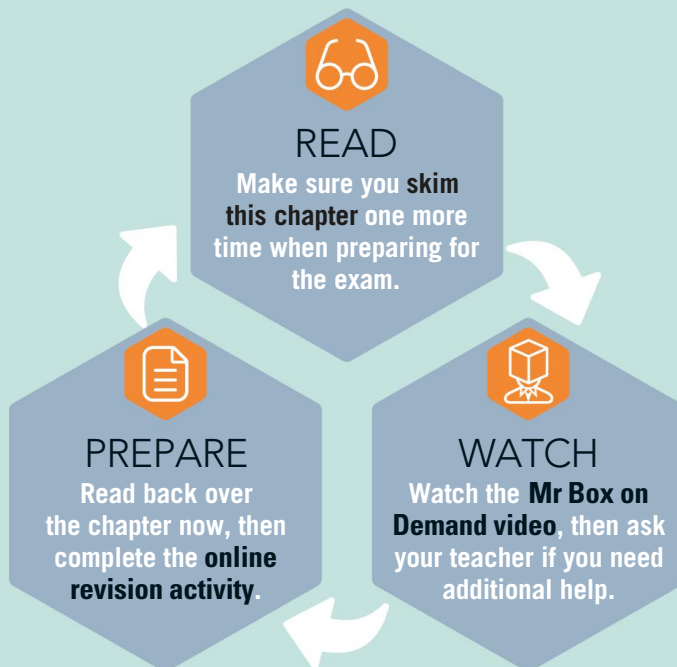 READ
Make sure you skim
this chapter one more
time when preparing for
the exam.
PREPARE
Read back over
the chapter now, then
complete the online
revision activity.
WATCH
Watch the Mr Box on
Demand video, then ask
your teacher if you need
additional help.